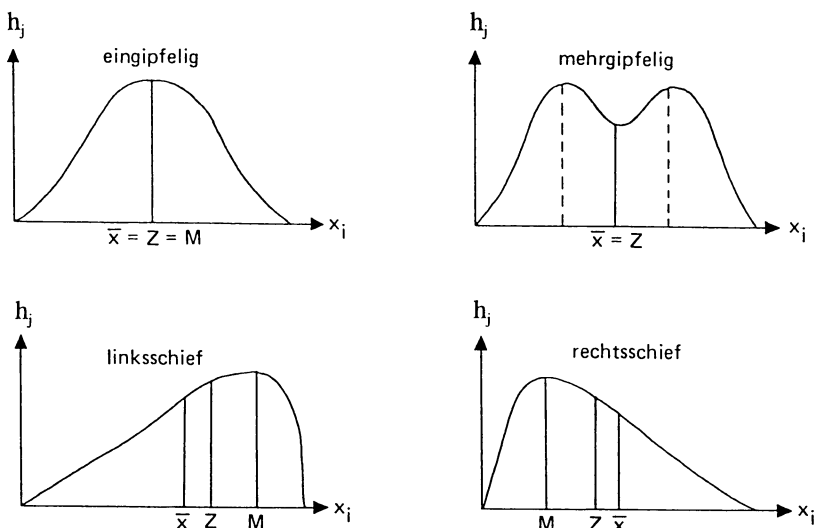 h_j
eingipfelig
x_i
x̅ = Z = M
h_j
mehrgipfelig
x_i
x̅ = Z
h_j
linksschief
x_i
x̅ Z M
h_j
rechtsschief
x_i
M Z x̅